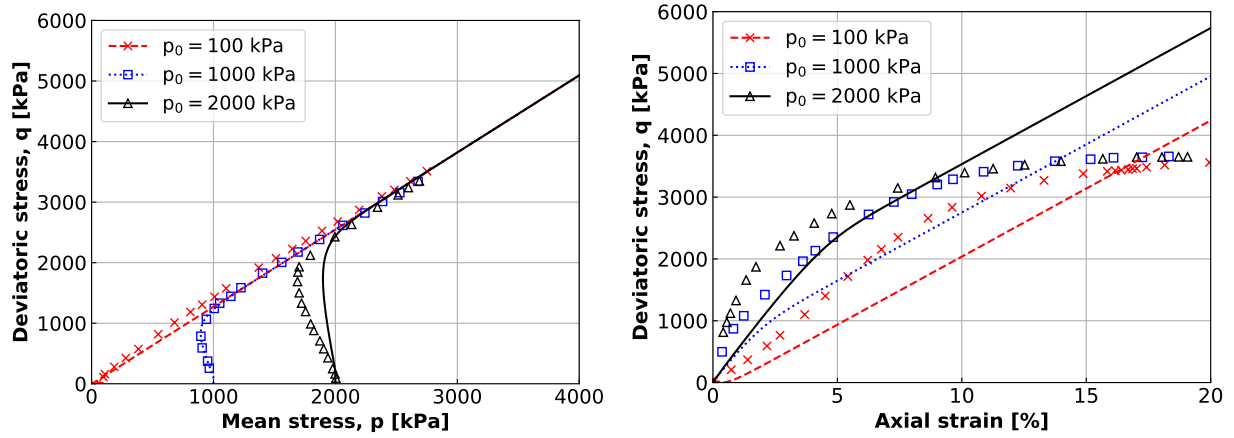 6000
5000
4000
3000
2000
1000
0
Deviatoric stress, q [kPa]
p₀ = 100 kPa
p₀ = 1000 kPa
p₀ = 2000 kPa
0 1000 2000 3000 4000
Mean stress, p [kPa]
6000
5000
4000
3000
2000
1000
0
Deviatoric stress, q [kPa]
p₀ = 100 kPa
p₀ = 1000 kPa
p₀ = 2000 kPa
0 5 10 15 20
Axial strain [%]